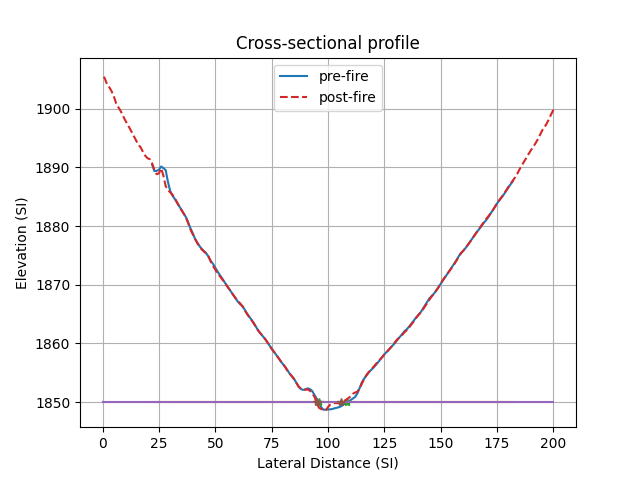 Cross-sectional profile
pre-fire
post-fire
1900
1890
1880
1870
1860
1850
Elevation (SI)
0 25 50 75 100 125 150 175 200
Lateral Distance (SI)